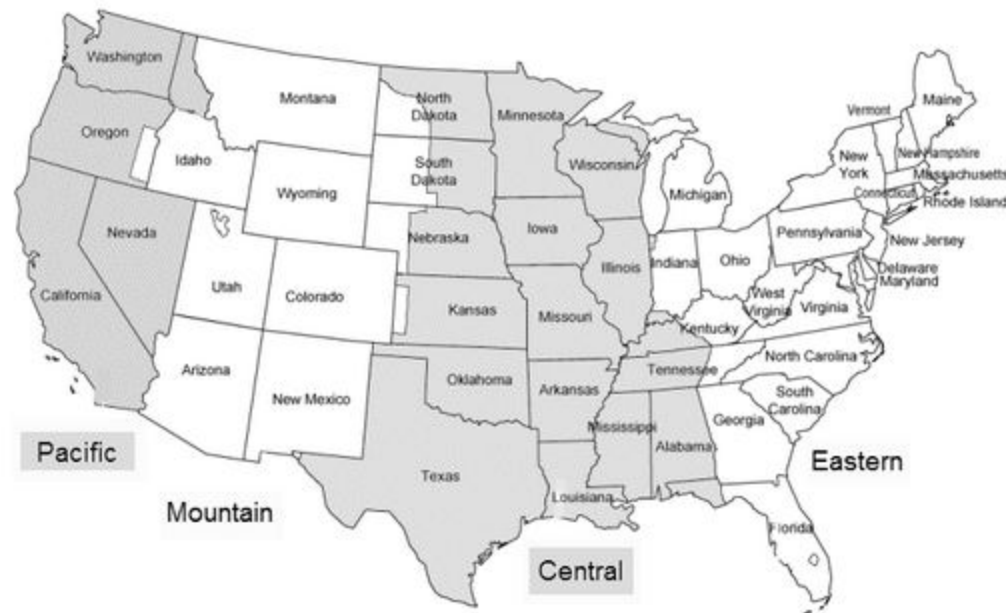 Washington
Montana
North
Dakota
Minnesota
Oregon
Idaho
Wyoming
South
Dakota
Wisconsin
Michigan
Vermont
Maine
New
York
New Hampshire
Massachusetts
Connecticut
Rhode Island
Nevada
Nebraska
Iowa
Illinois
Indiana
Ohio
Pennsylvania
New Jersey
Delaware
Maryland
California
Utah
Colorado
Kansas
Missouri
West
Virginia
Virginia
Kentucky
Arizona
New Mexico
Oklahoma
Arkansas
Tennessee
North Carolina
South
Carolina
Mississippi
Alabama
Georgia
Pacific
Mountain
Texas
Louisiana
Eastern
Florida
Central